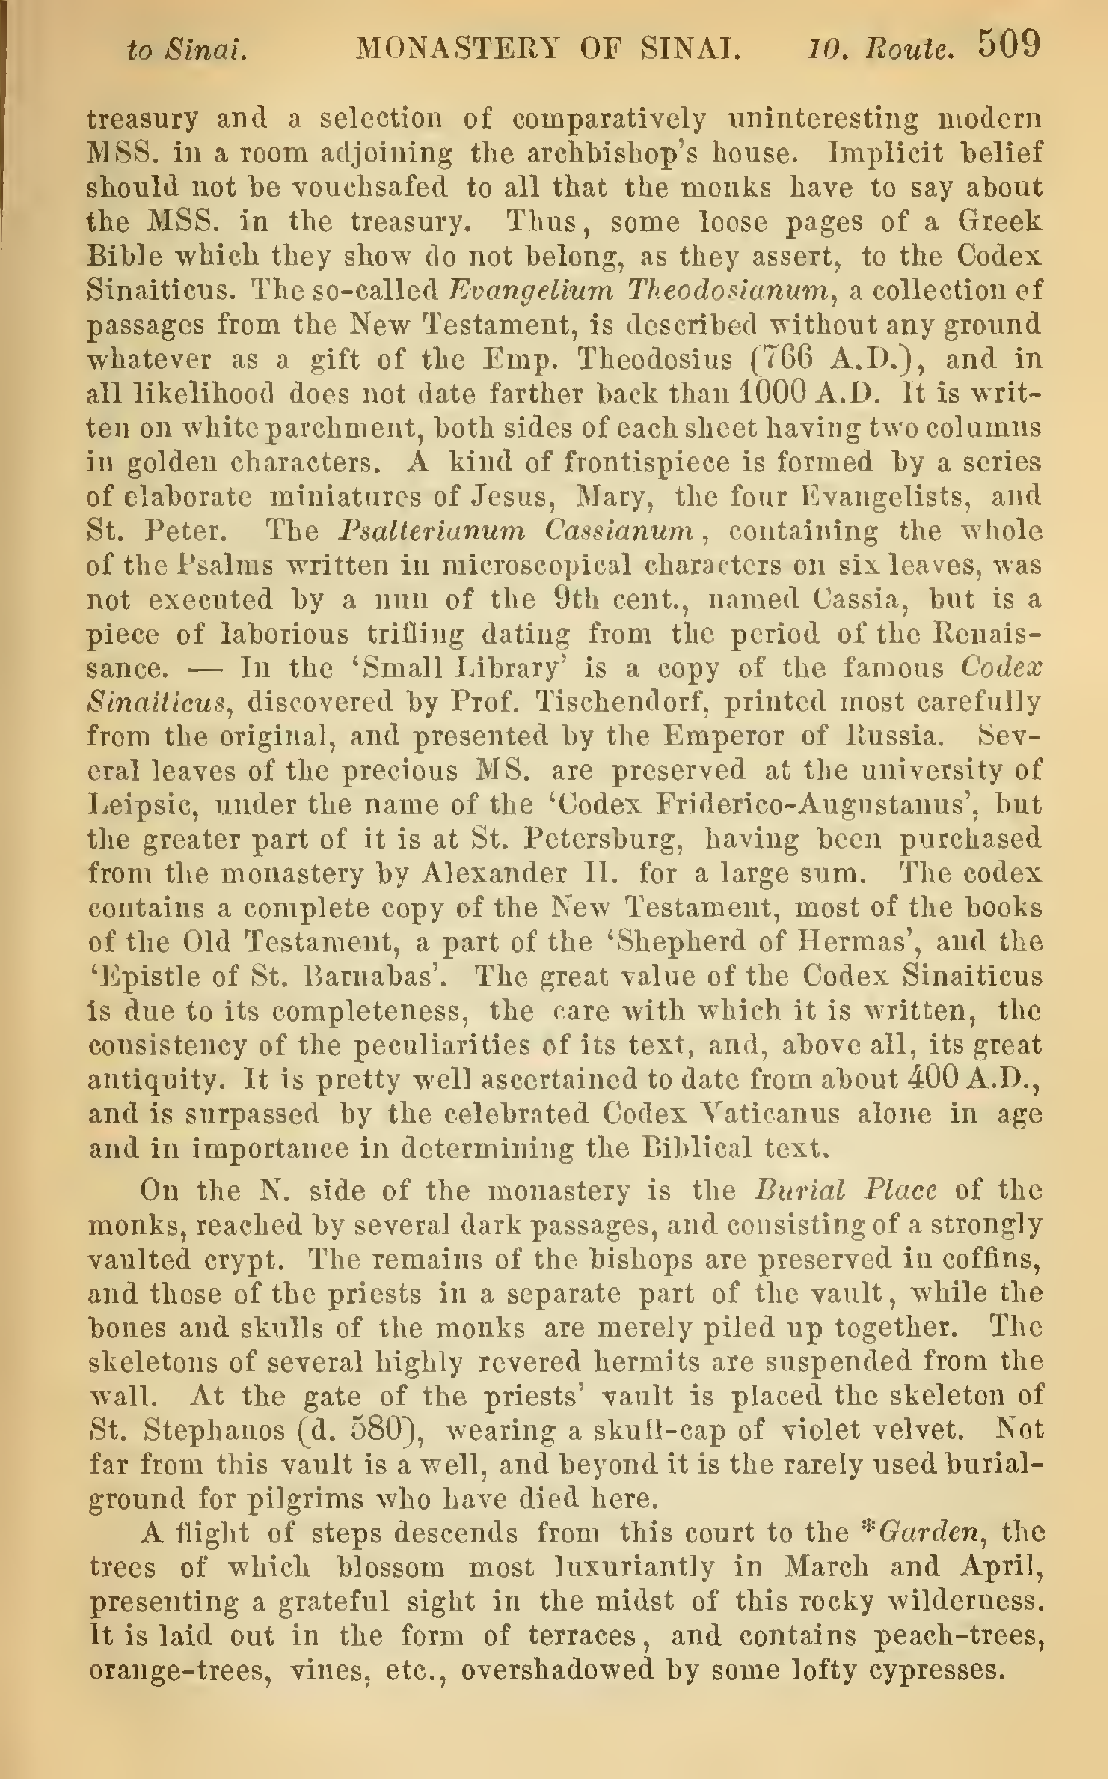 to Sinai. MONASTERY OF SINAI. 10. Route. 509
treasury and a selection of comparatively uninteresting modern
MSS. in a room adjoining the archbishop's house. Implicit belief
should not be vouchsafed to all that the monks have to say about
the MSS. in the treasury. Thus, some loose pages of a Greek
Bible which they show do not belong, as they assert, to the Codex
Sinaiticus. The so-called Evangelium Theodosianum, a collection of
passages from the New Testament, is described without any ground
whatever as a gift of the Emp. Theodosius (766 A.D.), and in
all likelihood does not date farther back than 1000 A.D. It is writ-
ten on white parchment, both sides of each sheet having two columns
in golden characters. A kind of frontispiece is formed by a series
of elaborate miniatures of Jesus, Mary, the four Evangelists, and
St. Peter. The Psalterianum Cassianum, containing the whole
of the Psalms written in microscopical characters on six leaves, was
not executed by a nun of the 9th cent., named Cassia, but is a
piece of laborious trifling dating from the period of the Renais-
sance. — In the 'Small Library' is a copy of the famous Codex
Sinaiticus, discovered by Prof. Tischendorf, printed most carefully
from the original, and presented by the Emperor of Russia. Sev-
eral leaves of the precious MS. are preserved at the university of
Leipsic, under the name of the 'Codex Friderico-Augustanus', but
the greater part of it is at St. Petersburg, having been purchased
from the monastery by Alexander II. for a large sum. The codex
contains a complete copy of the New Testament, most of the books
of the Old Testament, a part of the 'Shepherd of Hermas', and the
'Epistle of St. Barnabas'. The great value of the Codex Sinaiticus
is due to its completeness, the care with which it is written, the
consistency of the peculiarities of its text, and, above all, its great
antiquity. It is pretty well ascertained to date from about 400 A.D.,
and is surpassed by the celebrated Codex Vaticanus alone in age
and in importance in determining the Biblical text.
On the N. side of the monastery is the Burial Place of the
monks, reached by several dark passages, and consisting of a strongly
vaulted crypt. The remains of the bishops are preserved in coffins,
and those of the priests in a separate part of the vault, while the
bones and skulls of the monks are merely piled up together. The
skeletons of several highly revered hermits are suspended from the
wall. At the gate of the priests' vault is placed the skeleton of
St. Stephanos (d. 580), wearing a skull-cap of violet velvet. Not
far from this vault is a well, and beyond it is the rarely used burial-
ground for pilgrims who have died here.
A flight of steps descends from this court to the *Garden, the
trees of which blossom most luxuriantly in March and April,
presenting a grateful sight in the midst of this rocky wilderness.
It is laid out in the form of terraces, and contains peach-trees,
orange-trees, vines, etc., overshadowed by some lofty cypresses.